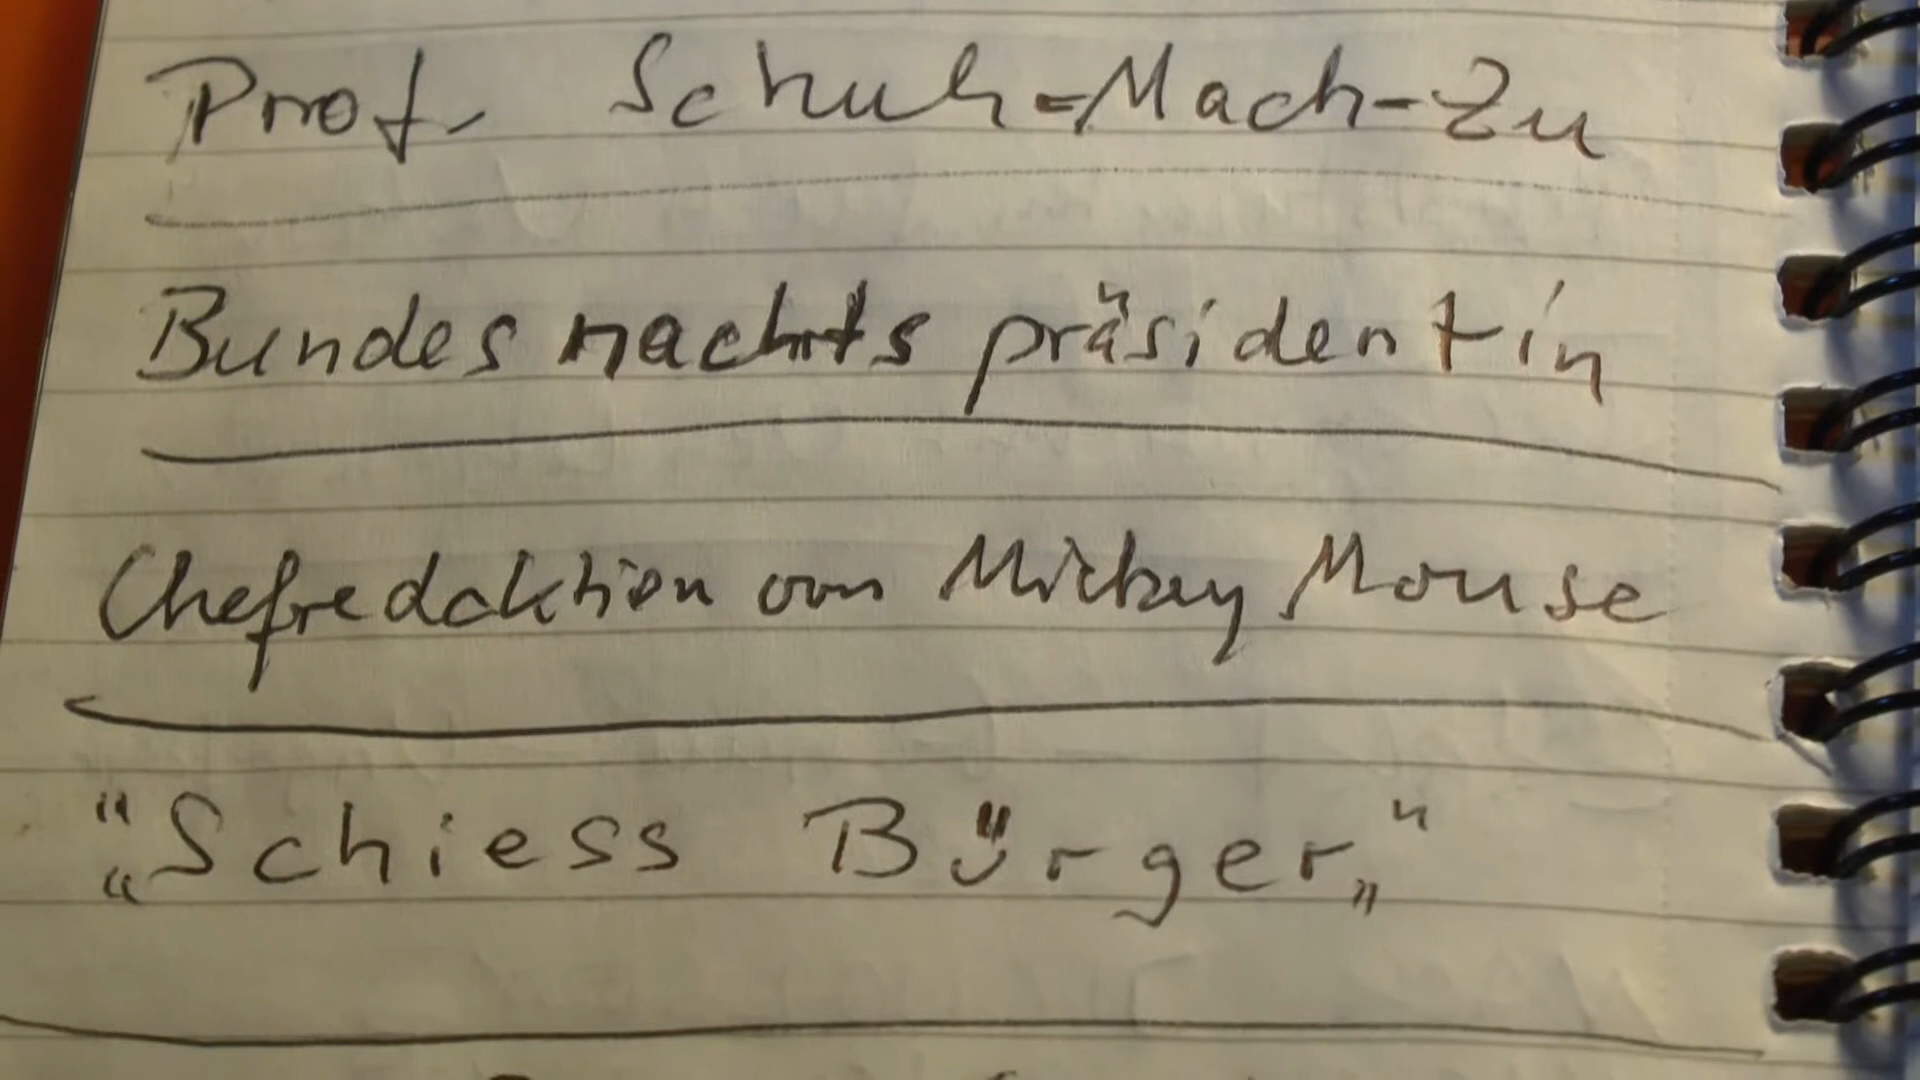 Prof. Schuh=Mach-Zu
Bundesnachtspräsidentin
Chefredaktion von Mickey Mouse
"„Schiess Bürger„"